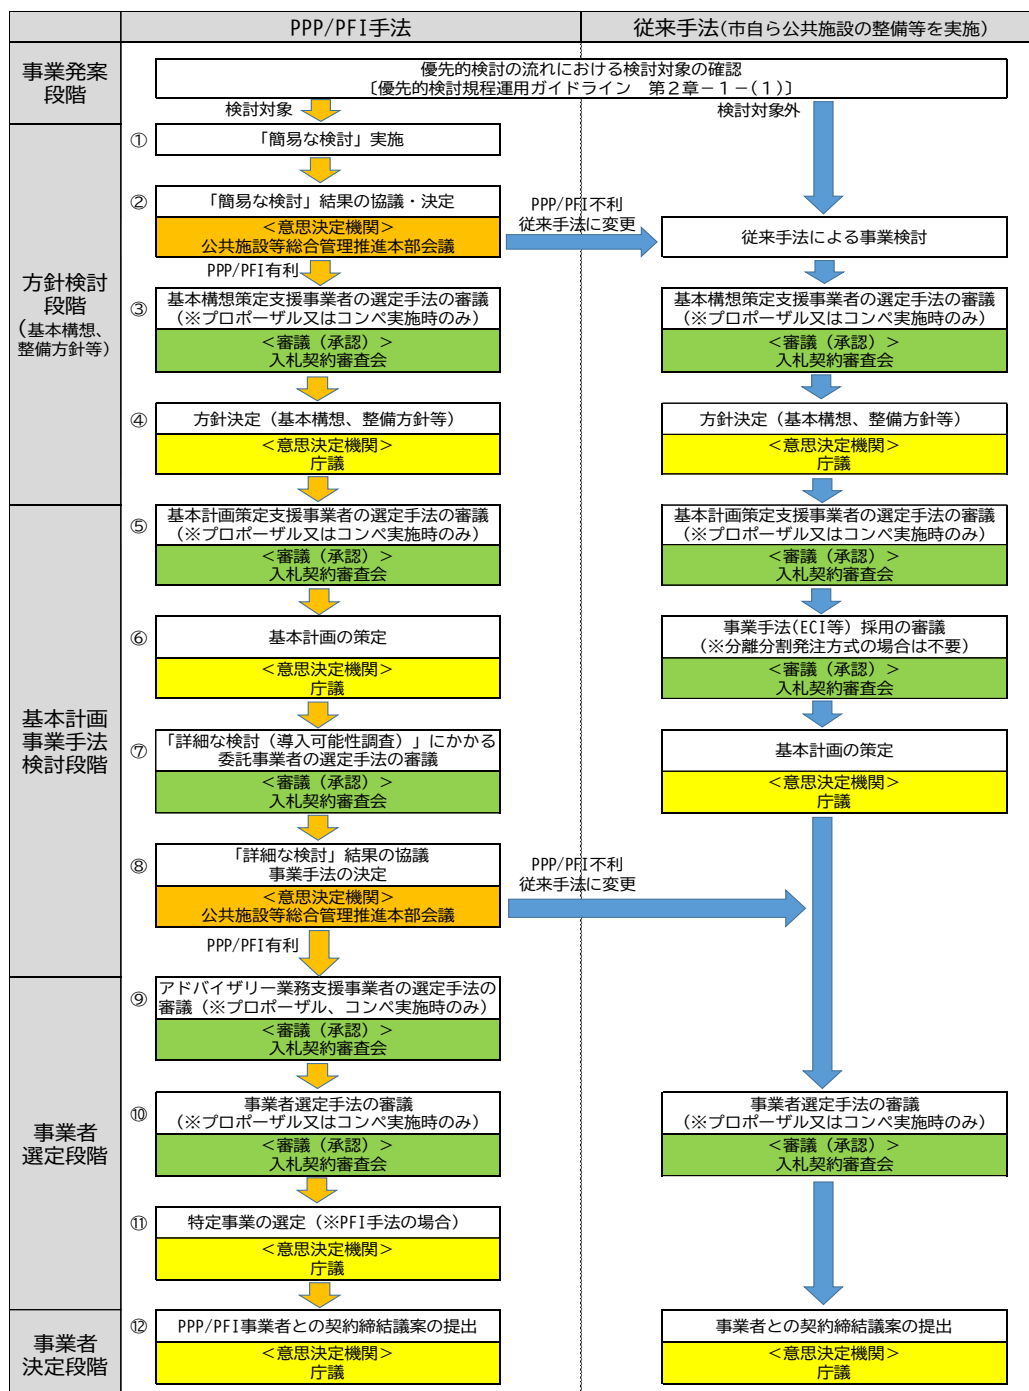 PPP/PFI手法
従来手法(市自ら公共施設の整備等を実施)
事業発案
段階
優先的検討の流れにおける検討対象の確認
〔優先的検討規程運用ガイドライン　第２章－１－(１)〕
検討対象
検討対象外
方針検討
段階
(基本構想、
整備方針等)
①
「簡易な検討」実施
②
「簡易な検討」結果の協議・決定
＜意思決定機関＞
公共施設等総合管理推進本部会議
PPP/PFI不利
従来手法に変更
従来手法による事業検討
PPP/PFI有利
③
基本構想策定支援事業者の選定手法の審議
(※プロポーザル又はコンペ実施時のみ)
＜審議（承認）＞
入札契約審査会
基本構想策定支援事業者の選定手法の審議
(※プロポーザル又はコンペ実施時のみ)
＜審議（承認）＞
入札契約審査会
④
方針決定（基本構想、整備方針等）
＜意思決定機関＞
庁議
方針決定（基本構想、整備方針等）
＜意思決定機関＞
庁議
基本計画
事業手法
検討段階
⑤
基本計画策定支援事業者の選定手法の審議
(※プロポーザル又はコンペ実施時のみ)
＜審議（承認）＞
入札契約審査会
基本計画策定支援事業者の選定手法の審議
(※プロポーザル又はコンペ実施時のみ)
＜審議（承認）＞
入札契約審査会
⑥
基本計画の策定
＜意思決定機関＞
庁議
事業手法(ECI等）採用の審議
(※分離分割発注方式の場合は不要)
＜審議（承認）＞
入札契約審査会
⑦
「詳細な検討（導入可能性調査）」にかかる
委託事業者の選定手法の審議
＜審議（承認）＞
入札契約審査会
基本計画の策定
＜意思決定機関＞
庁議
⑧
「詳細な検討」結果の協議
事業手法の決定
＜意思決定機関＞
公共施設等総合管理推進本部会議
PPP/PFI不利
従来手法に変更
PPP/PFI有利
事業者
選定段階
⑨
アドバイザリー業務支援事業者の選定手法の
審議（※プロポーザル、コンペ実施時のみ）
＜審議（承認）＞
入札契約審査会
⑩
事業者選定手法の審議
(※プロポーザル又はコンペ実施時のみ)
＜審議（承認）＞
入札契約審査会
事業者選定手法の審議
(※プロポーザル又はコンペ実施時のみ)
＜審議（承認）＞
入札契約審査会
⑪
特定事業の選定（※PFI手法の場合）
＜意思決定機関＞
庁議
事業者
決定段階
⑫
PPP/PFI事業者との契約締結議案の提出
＜意思決定機関＞
庁議
事業者との契約締結議案の提出
＜意思決定機関＞
庁議